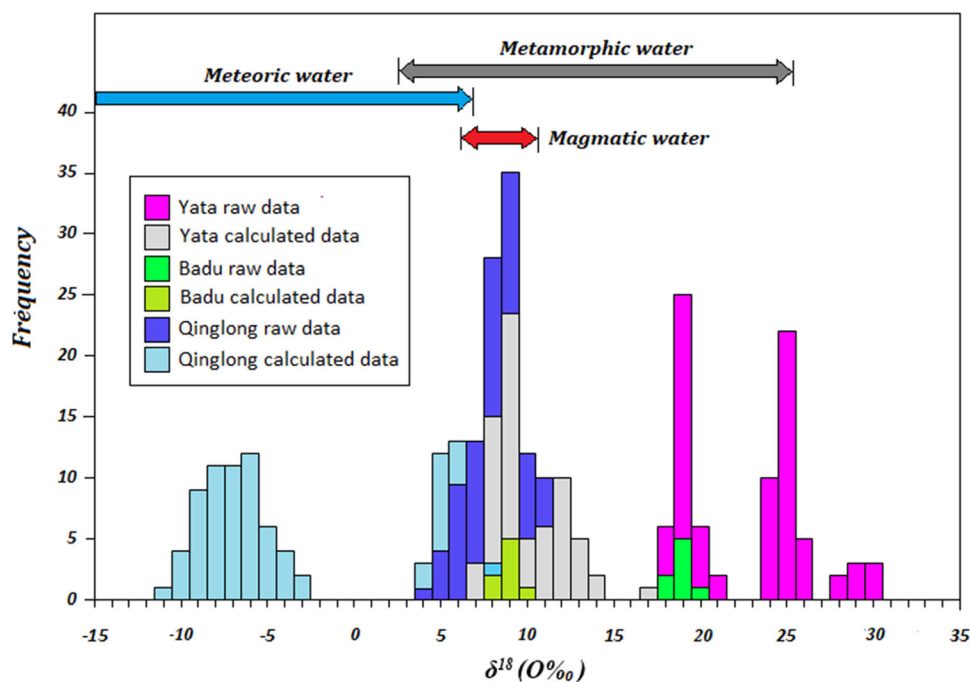 Metamorphic water
Meteoric water
Magmatic water
40
35
30
25
20
15
10
5
0
Frequency
Yata raw data
Yata calculated data
Badu raw data
Badu calculated data
Qinglong raw data
Qinglong calculated data
-15 -10 -5 0 5 10 15 20 25 30 35
δ¹⁸(O‰)